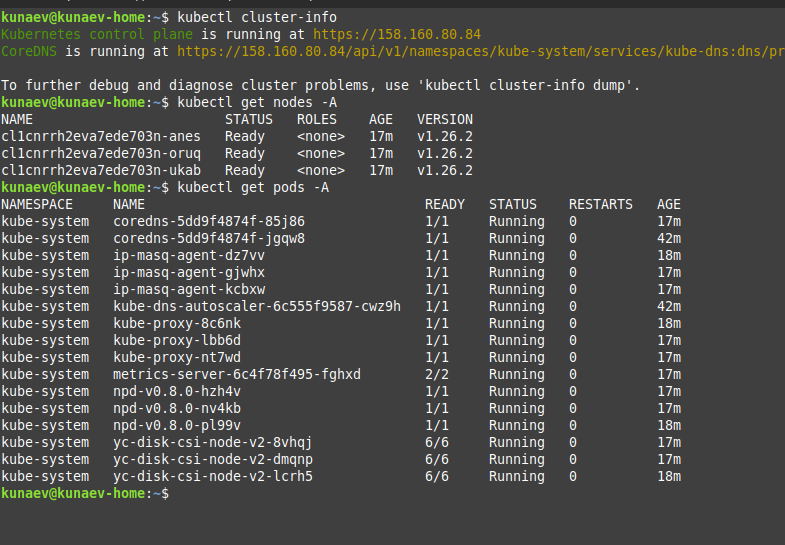 kunaev@kunaev-home:~$ kubectl cluster-info
Kubernetes control plane is running at https://158.160.80.84
CoreDNS is running at https://158.160.80.84/api/v1/namespaces/kube-system/services/kube-dns:dns/pr

To further debug and diagnose cluster problems, use 'kubectl cluster-info dump'.
kunaev@kunaev-home:~$ kubectl get nodes -A
NAME                        STATUS   ROLES    AGE   VERSION
cl1cnrrh2eva7ede703n-anes   Ready    <none>   17m   v1.26.2
cl1cnrrh2eva7ede703n-oruq   Ready    <none>   17m   v1.26.2
cl1cnrrh2eva7ede703n-ukab   Ready    <none>   17m   v1.26.2
kunaev@kunaev-home:~$ kubectl get pods -A
NAMESPACE     NAME                                   READY   STATUS    RESTARTS   AGE
kube-system   coredns-5dd9f4874f-85j86               1/1     Running   0          17m
kube-system   coredns-5dd9f4874f-jgqw8               1/1     Running   0          42m
kube-system   ip-masq-agent-dz7vv                    1/1     Running   0          18m
kube-system   ip-masq-agent-gjwhx                    1/1     Running   0          17m
kube-system   ip-masq-agent-kcbxw                    1/1     Running   0          17m
kube-system   kube-dns-autoscaler-6c555f9587-cwz9h   1/1     Running   0          42m
kube-system   kube-proxy-8c6nk                       1/1     Running   0          18m
kube-system   kube-proxy-lbb6d                       1/1     Running   0          17m
kube-system   kube-proxy-nt7wd                       1/1     Running   0          17m
kube-system   metrics-server-6c4f78f495-fghxd        2/2     Running   0          17m
kube-system   npd-v0.8.0-hzh4v                       1/1     Running   0          17m
kube-system   npd-v0.8.0-nv4kb                       1/1     Running   0          17m
kube-system   npd-v0.8.0-pl99v                       1/1     Running   0          18m
kube-system   yc-disk-csi-node-v2-8vhqj              6/6     Running   0          17m
kube-system   yc-disk-csi-node-v2-dmqnp              6/6     Running   0          17m
kube-system   yc-disk-csi-node-v2-lcrh5              6/6     Running   0          18m
kunaev@kunaev-home:~$